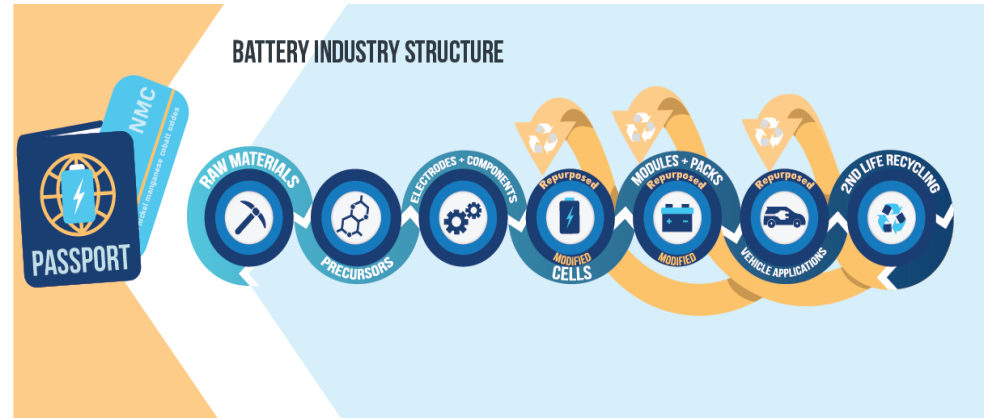 BATTERY INDUSTRY STRUCTURE
NMC
nickel manganese cobalt oxides
PASSPORT
RAW MATERIALS
PRECURSORS
ELECTRODES + COMPONENTS
Repurposed
MODIFIED
CELLS
MODULES + PACKS
Repurposed
MODIFIED
Repurposed
VEHICLE APPLICATIONS
2ND LIFE RECYCLING